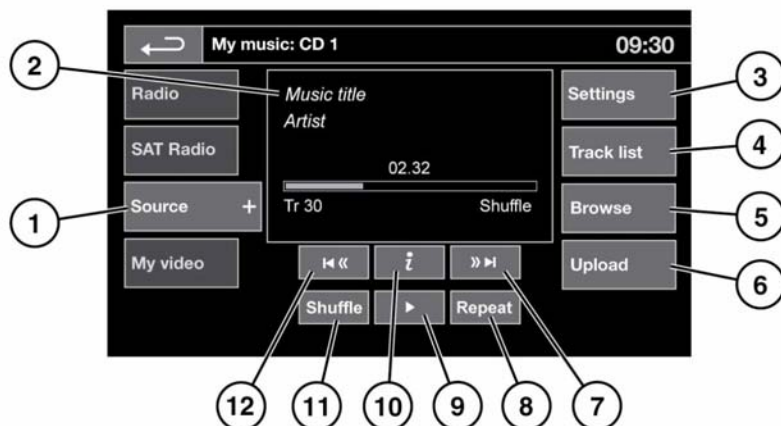 My music: CD 1 09:30
2
Radio
Music title
Settings
3
Artist
SAT Radio
Track list
4
02.32
1
Source +
Tr 30 Shuffle
Browse
5
My video
i
Upload
6
Shuffle
Repeat
12 11 10 9 8 7